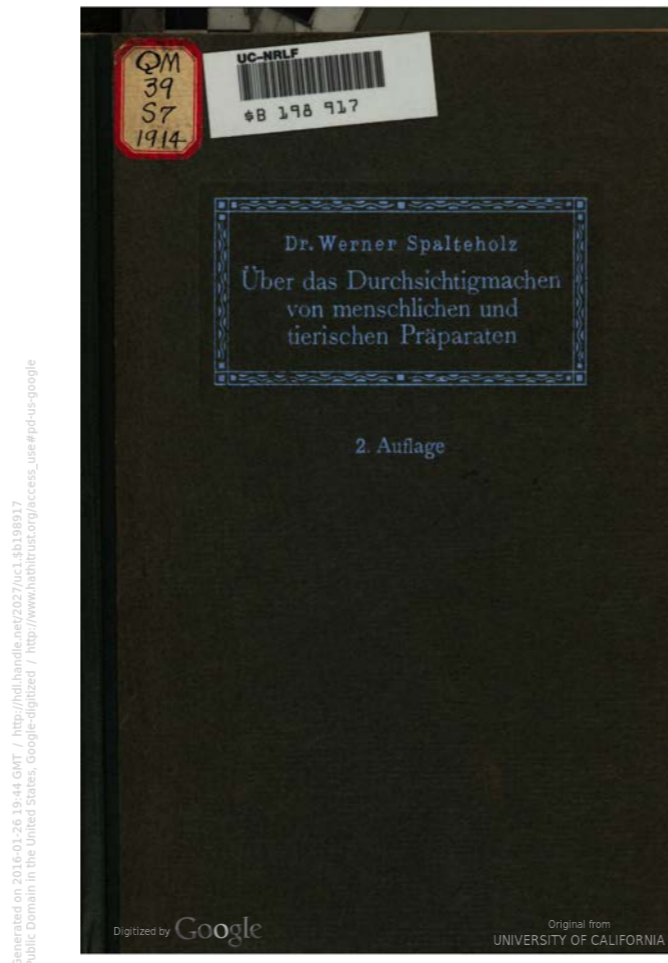 QM
39
S7
1914
UC-NRLF
$B 198 917
Dr. Werner Spalteholz
Über das Durchsichtigmachen
von menschlichen und
tierischen Präparaten
2. Auflage
Generated on 2016-01-26 19:44 GMT / http://hdl.handle.net/2027/uc1.$b198917
Public Domain in the United States, Google-digitized / http://www.hathitrust.org/access_use#pd-us-google
Digitized by Google
Original from
UNIVERSITY OF CALIFORNIA